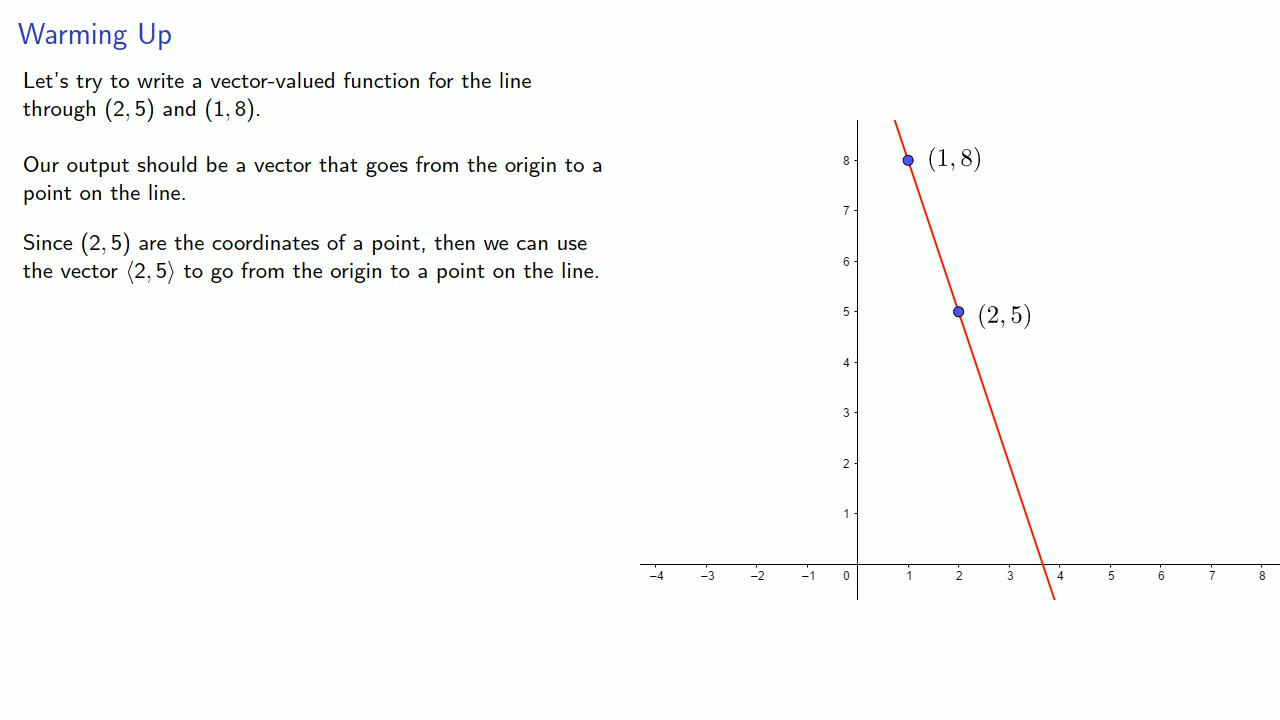 Warming Up
Let's try to write a vector-valued function for the line
through (2, 5) and (1, 8).
Our output should be a vector that goes from the origin to a
point on the line.
Since (2, 5) are the coordinates of a point, then we can use
the vector ⟨2, 5⟩ to go from the origin to a point on the line.
8
(1, 8)
7
6
5
(2, 5)
4
3
2
1
−4 −3 −2 −1 0 1 2 3 4 5 6 7 8